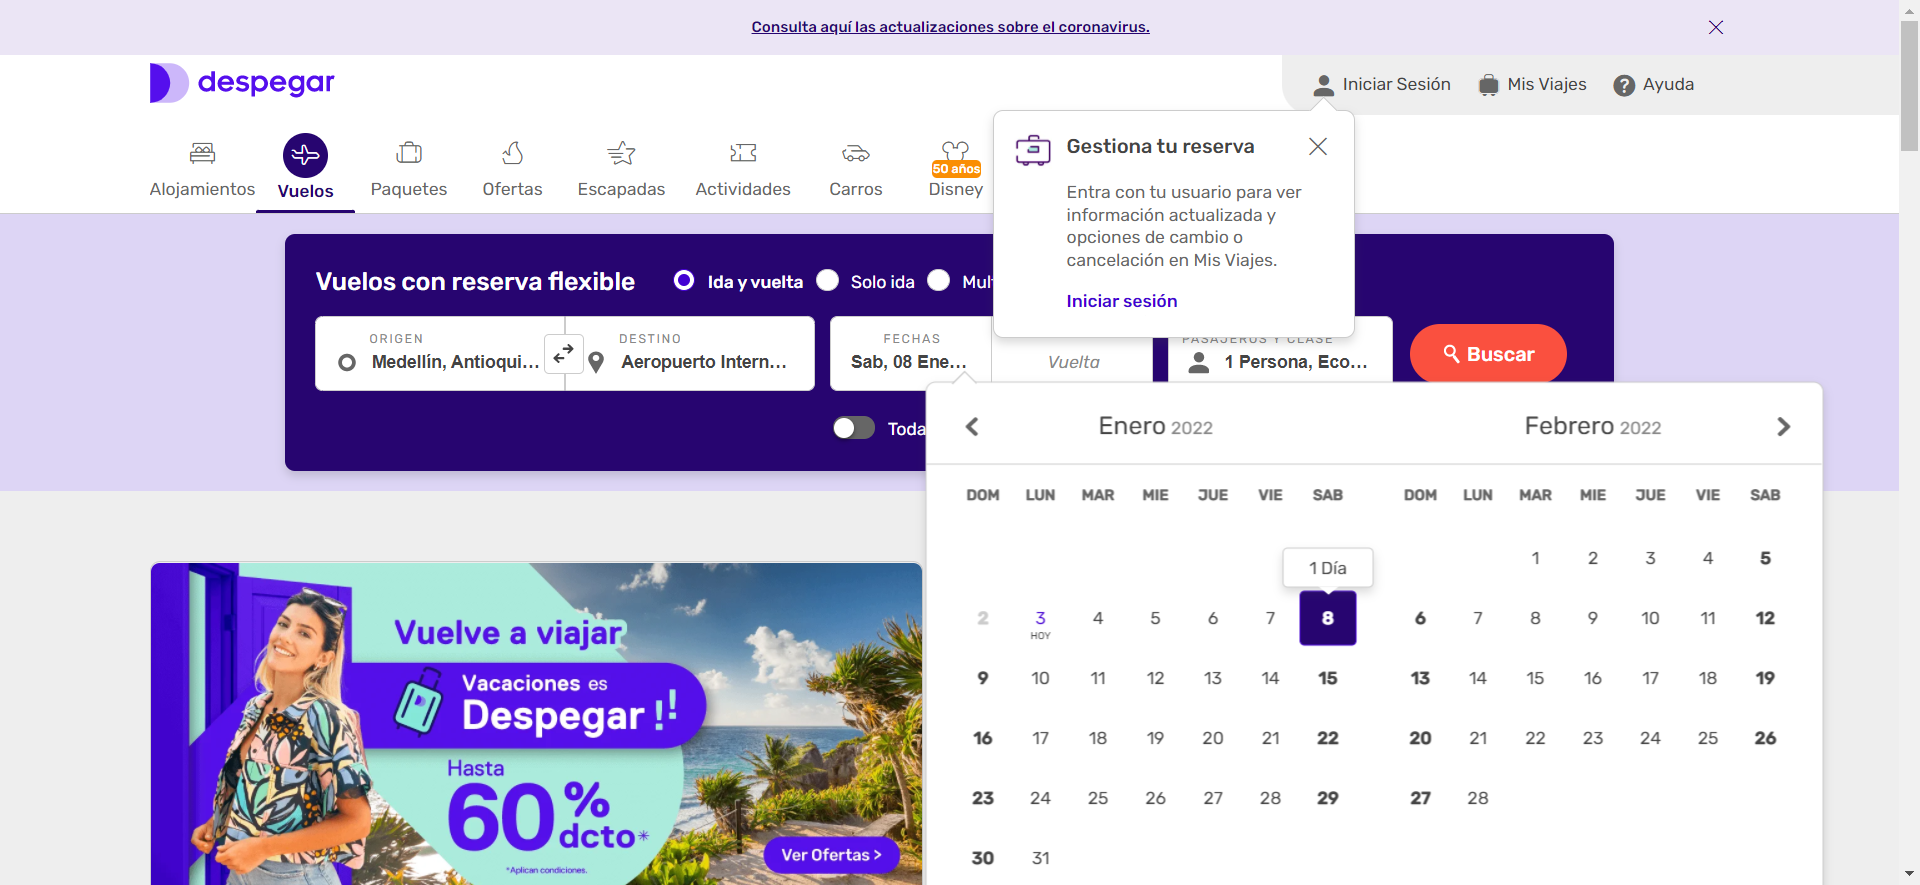 Consulta aquí las actualizaciones sobre el coronavirus.
despegar
Iniciar Sesión
Mis Viajes
Ayuda
Alojamientos
Vuelos
Paquetes
Ofertas
Escapadas
Actividades
Carros
50 años
Disney
Gestiona tu reserva
Entra con tu usuario para ver
información actualizada y
opciones de cambio o
cancelación en Mis Viajes.
Iniciar sesión
Vuelos con reserva flexible
Ida y vuelta
Solo ida
Mul
ORIGEN
Medellín, Antioqui...
DESTINO
Aeropuerto Intern...
FECHAS
Sab, 08 Ene...
Vuelta
PASAJEROS Y CLASE
1 Persona, Eco...
Buscar
Toda
Enero 2022
DOM LUN MAR MIE JUE VIE SAB
1 Día
2 3 4 5 6 7 8
HOY
9 10 11 12 13 14 15
16 17 18 19 20 21 22
23 24 25 26 27 28 29
30 31
Febrero 2022
DOM LUN MAR MIE JUE VIE SAB
1 2 3 4 5
6 7 8 9 10 11 12
13 14 15 16 17 18 19
20 21 22 23 24 25 26
27 28
Vuelve a viajar
Vacaciones es
Despegar !!
Hasta
60%
dcto*
*Aplican condiciones.
Ver Ofertas >